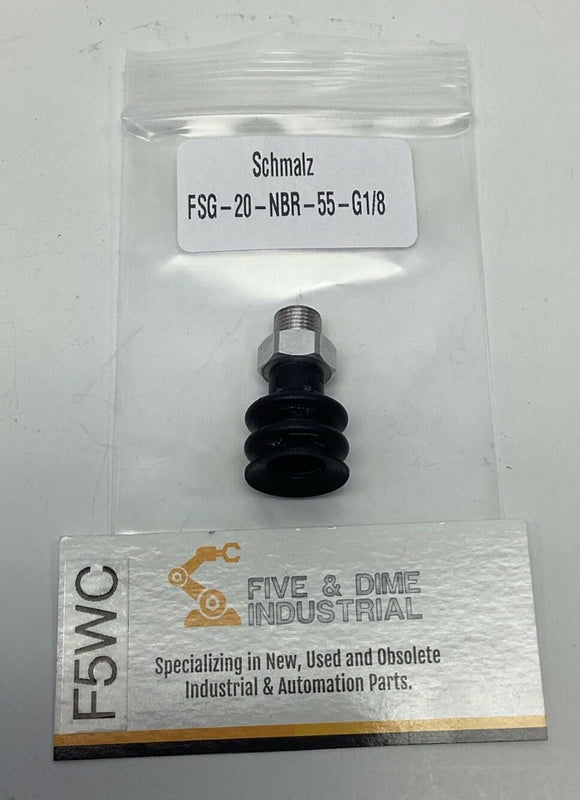 Schmalz
FSG-20-NBR-55-G1/8
F5WC
FIVE & DIME
INDUSTRIAL
Specializing in New, Used and Obsolete
Industrial & Automation Parts.